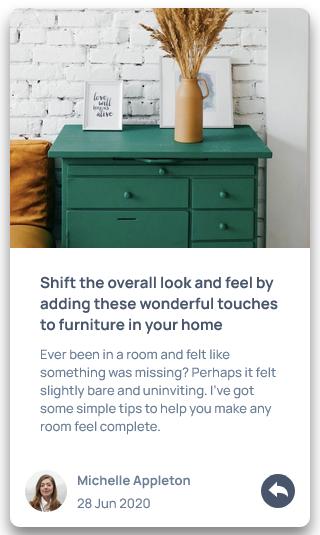 love
will
keep us
alive
Shift the overall look and feel by
adding these wonderful touches
to furniture in your home
Ever been in a room and felt like
something was missing? Perhaps it felt
slightly bare and uninviting. I've got
some simple tips to help you make any
room feel complete.
Michelle Appleton
28 Jun 2020